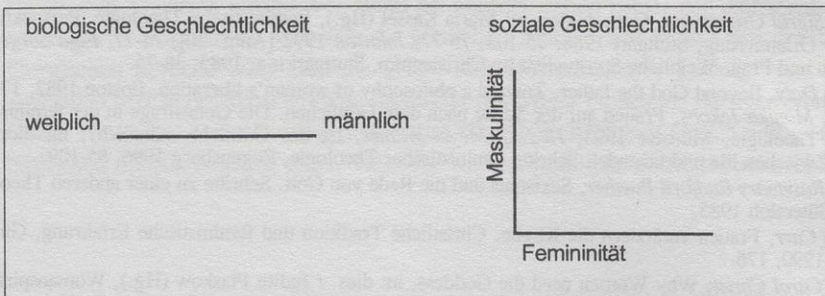 biologische Geschlechtlichkeit
soziale Geschlechtlichkeit
weiblich
männlich
Maskulinität
Femininität